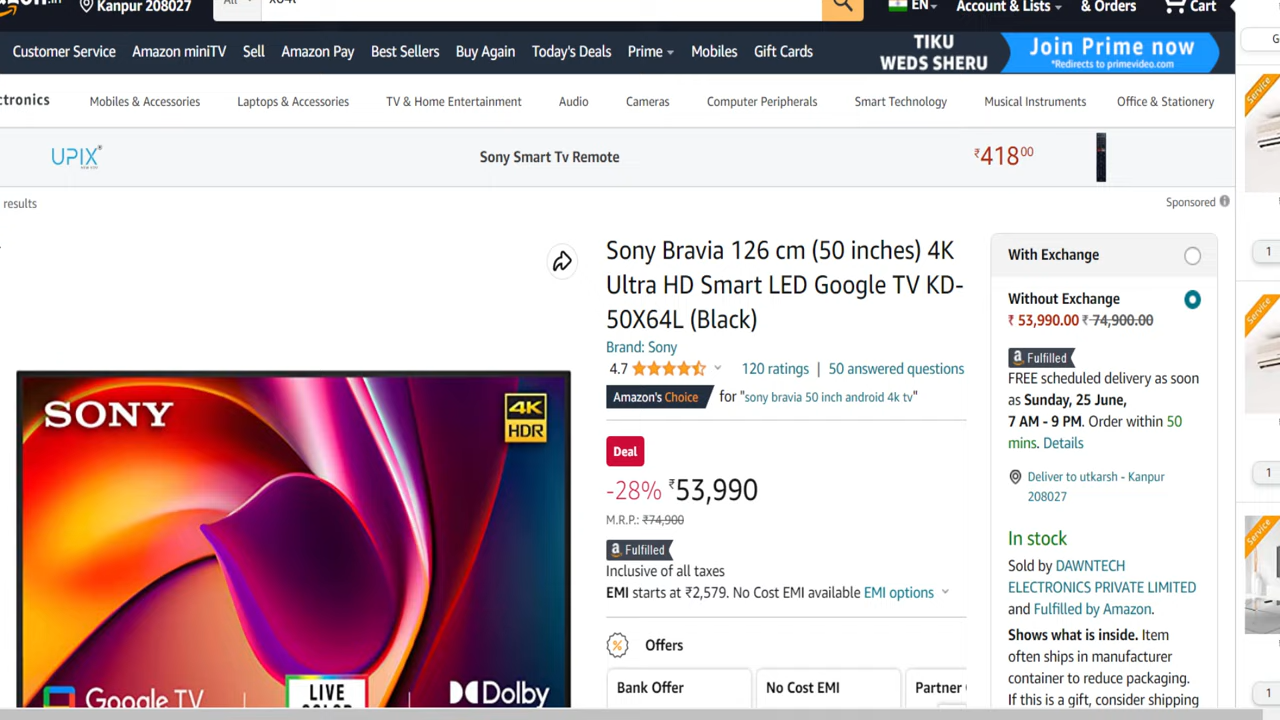 Kanpur 208027
All
EN
Account & Lists
& Orders
Cart
Customer Service
Amazon miniTV
Sell
Amazon Pay
Best Sellers
Buy Again
Today's Deals
Prime
Mobiles
Gift Cards
TIKU
WEDS SHERU
Join Prime now
*Redirects to primevideo.com
ctronics
Mobiles & Accessories
Laptops & Accessories
TV & Home Entertainment
Audio
Cameras
Computer Peripherals
Smart Technology
Musical Instruments
Office & Stationery
UPIX
Sony Smart Tv Remote
₹41800
results
Sponsored
Sony Bravia 126 cm (50 inches) 4K
Ultra HD Smart LED Google TV KD-
50X64L (Black)
Brand: Sony
4.7
120 ratings | 50 answered questions
Amazon's Choice for "sony bravia 50 inch android 4k tv"
Deal
-28% ₹53,990
M.R.P.: ₹74,900
a Fulfilled
Inclusive of all taxes
EMI starts at ₹2,579. No Cost EMI available EMI options
Offers
Bank Offer
No Cost EMI
Partner
SONY
4K
HDR
Google TV
LIVE
Dolby
With Exchange
Without Exchange
₹ 53,990.00 ₹ 74,900.00
a Fulfilled
FREE scheduled delivery as soon
as Sunday, 25 June,
7 AM - 9 PM. Order within 50
mins. Details
Deliver to utkarsh - Kanpur
208027
In stock
Sold by DAWNTECH
ELECTRONICS PRIVATE LIMITED
and Fulfilled by Amazon.
Shows what is inside. Item
often ships in manufacturer
container to reduce packaging.
If this is a gift, consider shipping
G
Service
1
Service
1
Service
1